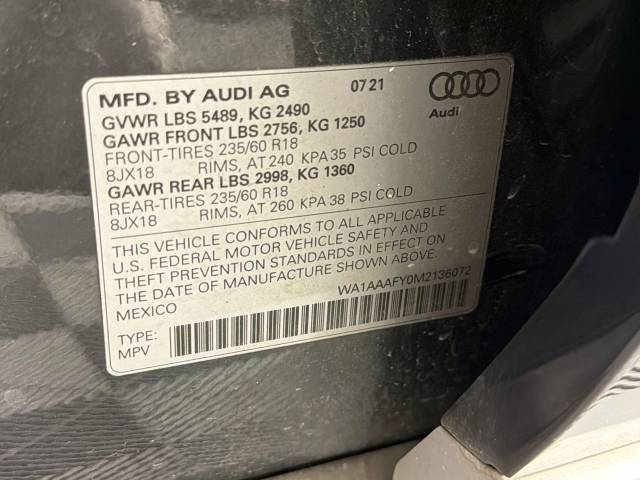 MFD. BY AUDI AG 07 21
GVWR LBS 5489, KG 2490
GAWR FRONT LBS 2756, KG 1250
FRONT-TIRES 235/60 R18
8JX18 RIMS, AT 240 KPA 35 PSI COLD
GAWR REAR LBS 2998, KG 1360
REAR-TIRES 235/60 R18
8JX18 RIMS, AT 260 KPA 38 PSI COLD
Audi
THIS VEHICLE CONFORMS TO ALL APPLICABLE
U.S. FEDERAL MOTOR VEHICLE SAFETY AND
THEFT PREVENTION STANDARDS IN EFFECT ON
THE DATE OF MANUFACTURE SHOWN ABOVE.
MEXICO WA1AAAFY0M2136072
TYPE:
MPV